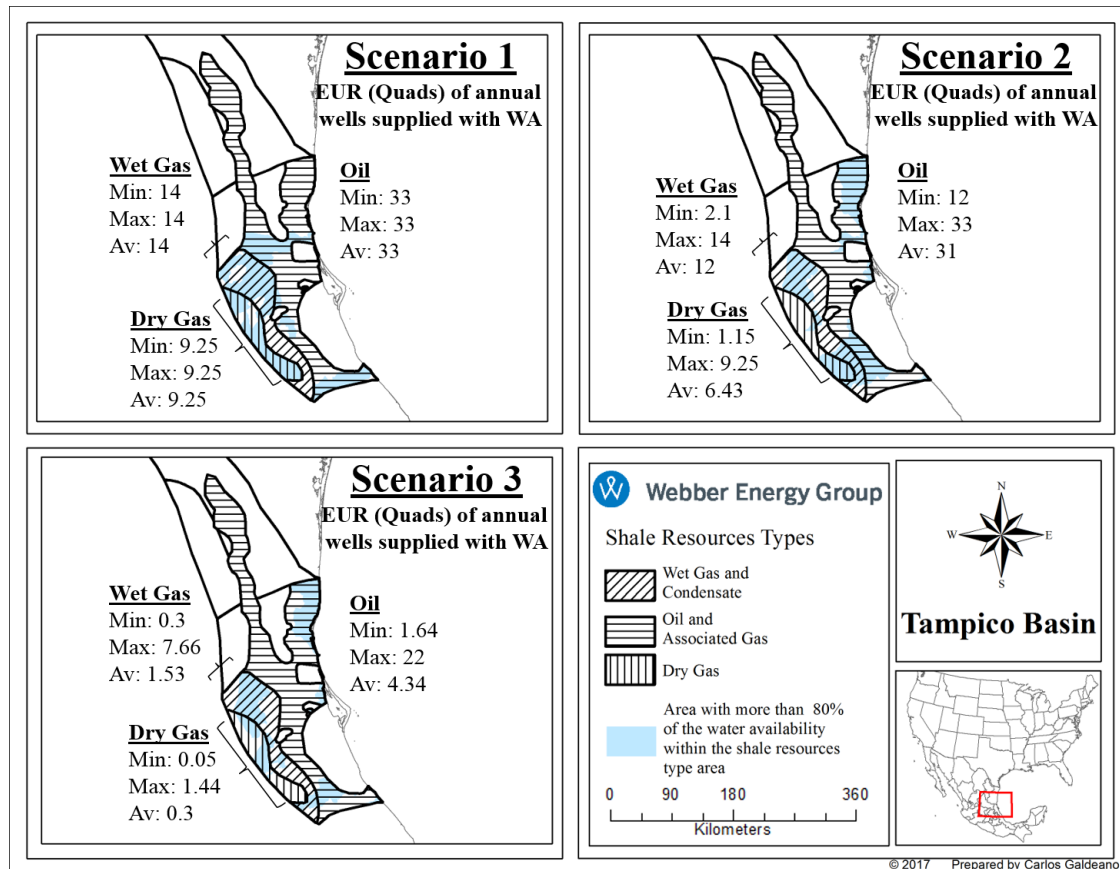 Scenario 1
EUR (Quads) of annual
wells supplied with WA
Wet Gas
Min: 14
Max: 14
Av: 14
Oil
Min: 33
Max: 33
Av: 33
Dry Gas
Min: 9.25
Max: 9.25
Av: 9.25
Scenario 2
EUR (Quads) of annual
wells supplied with WA
Wet Gas
Min: 2.1
Max: 14
Av: 12
Oil
Min: 12
Max: 33
Av: 31
Dry Gas
Min: 1.15
Max: 9.25
Av: 6.43
Scenario 3
EUR (Quads) of annual
wells supplied with WA
Wet Gas
Min: 0.3
Max: 7.66
Av: 1.53
Oil
Min: 1.64
Max: 22
Av: 4.34
Dry Gas
Min: 0.05
Max: 1.44
Av: 0.3
W Webber Energy Group
Shale Resources Types
Wet Gas and
Condensate
Oil and
Associated Gas
Dry Gas
Area with more than 80%
of the water availability
within the shale resources
type area
0 90 180 360
Kilometers
N
W E
S
Tampico Basin
© 2017 Prepared by Carlos Galdeano